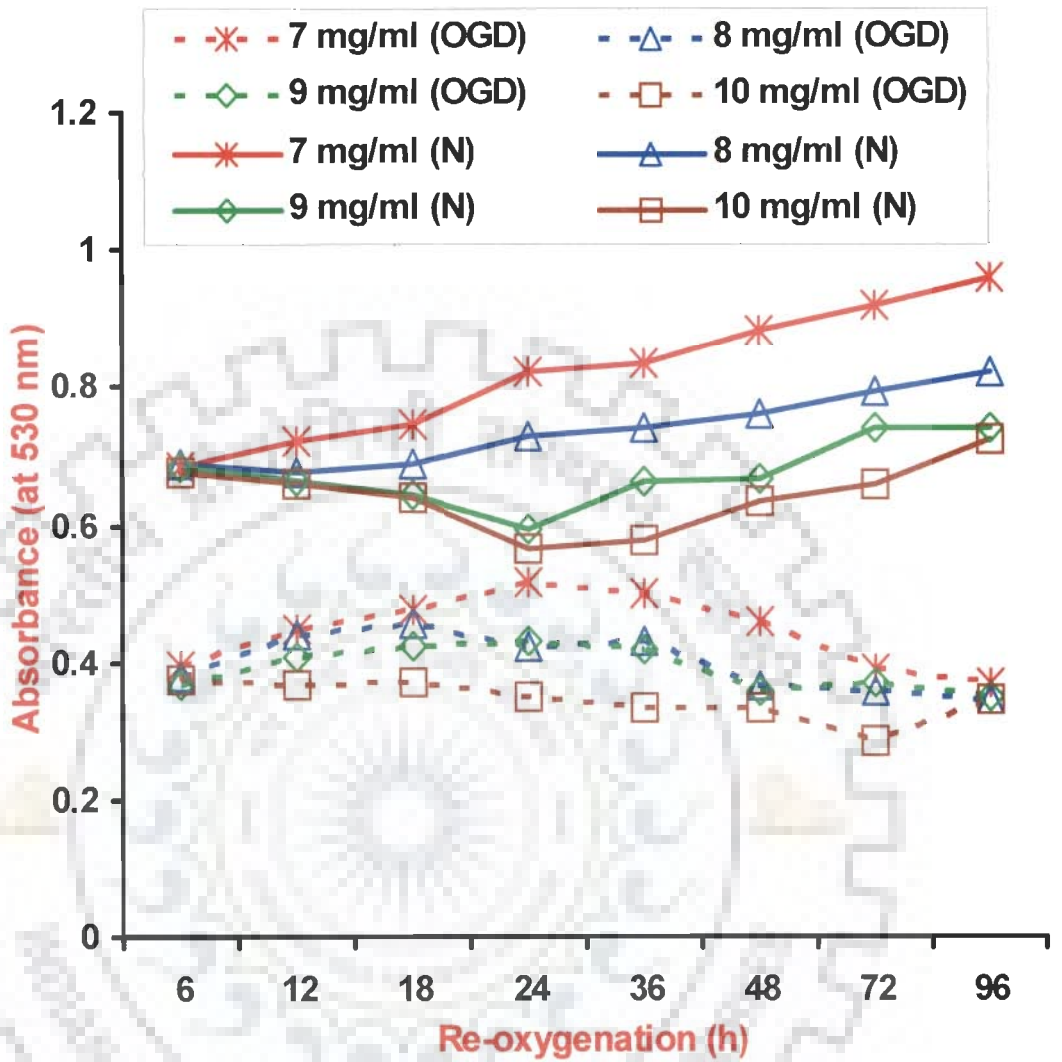 7 mg/ml (OGD) 8 mg/ml (OGD)
9 mg/ml (OGD) 10 mg/ml (OGD)
7 mg/ml (N) 8 mg/ml (N)
9 mg/ml (N) 10 mg/ml (N)
1.2
1
0.8
0.6
0.4
0.2
0
Absorbance (at 530 nm)
6 12 18 24 36 48 72 96
Re-oxygenation (h)